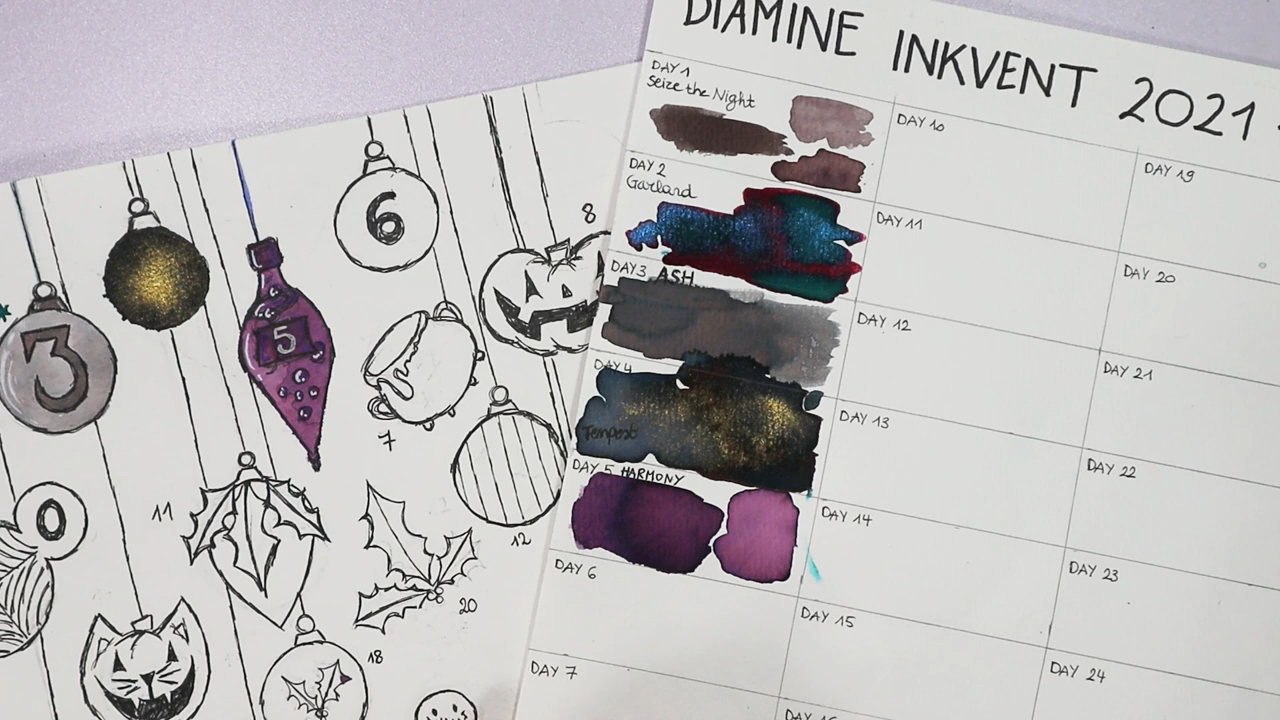 DIAMINE INKVENT 2021
DAY 1
Seize the Night
DAY 2
Garland
DAY3 ASH
DAY 4
Tempest
DAY 5 HARMONY
DAY 6
DAY 7
DAY 10
DAY 11
DAY 12
DAY 13
DAY 14
DAY 15
DAY 19
DAY 20
DAY 21
DAY 22
DAY 23
DAY 24
3
5
6
8
7
0
11
12
20
18